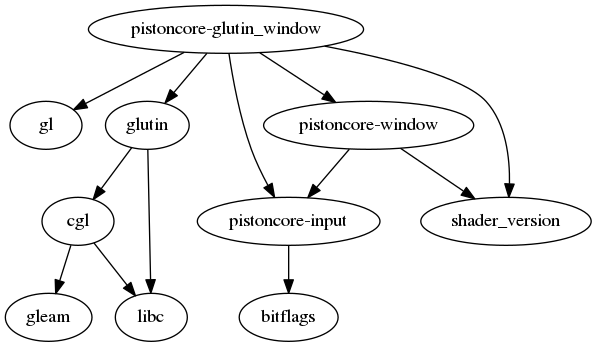 pistoncore-glutin_window
gl
glutin
pistoncore-window
cgl
pistoncore-input
shader_version
gleam
libc
bitflags